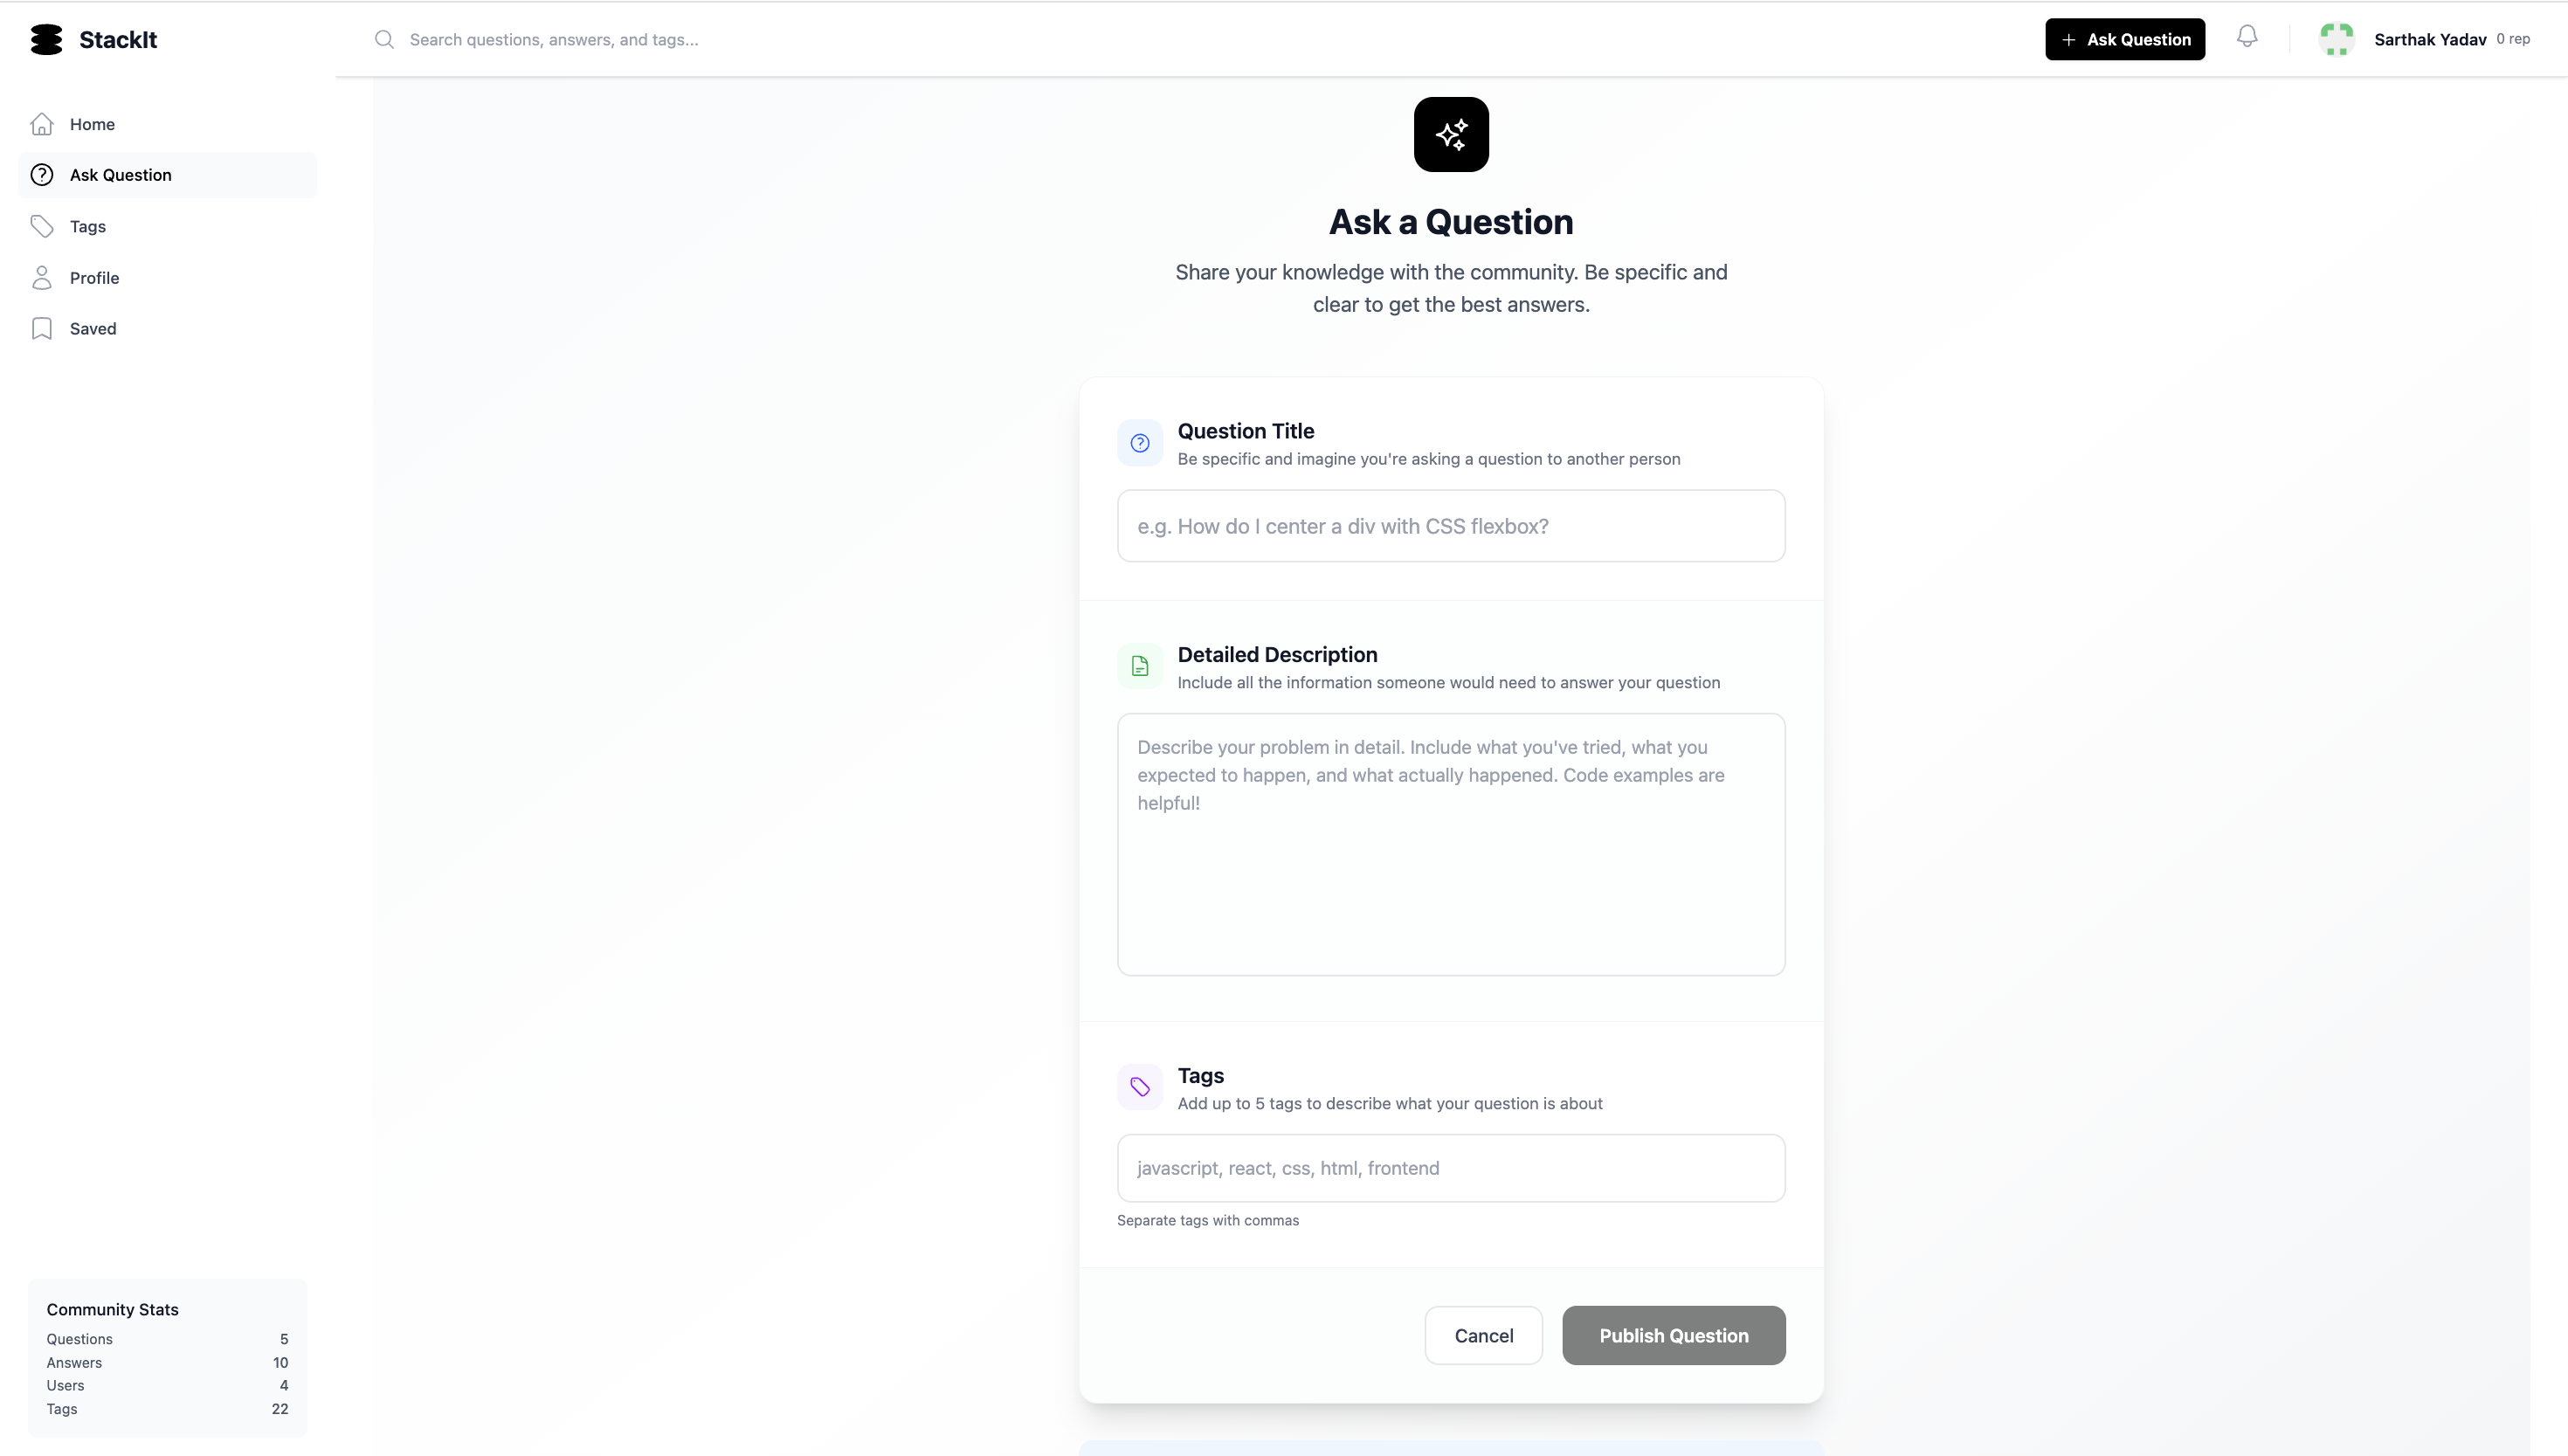 StackIt
Search questions, answers, and tags...
Ask Question
Sarthak Yadav 0 rep
Home
Ask Question
Tags
Profile
Saved
Ask a Question
Share your knowledge with the community. Be specific and
clear to get the best answers.
Question Title
Be specific and imagine you're asking a question to another person
e.g. How do I center a div with CSS flexbox?
Detailed Description
Include all the information someone would need to answer your question
Describe your problem in detail. Include what you've tried, what you
expected to happen, and what actually happened. Code examples are
helpful!
Tags
Add up to 5 tags to describe what your question is about
javascript, react, css, html, frontend
Separate tags with commas
Cancel
Publish Question
Community Stats
Questions 5
Answers 10
Users 4
Tags 22